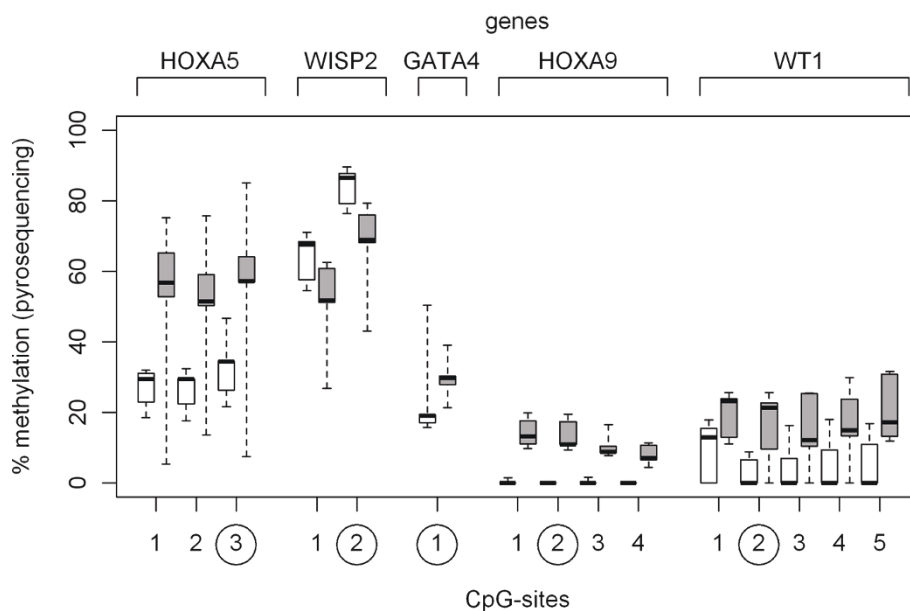 genes
HOXA5 WISP2 GATA4 HOXA9 WT1
% methylation (pyrosequencing)
100
80
60
40
20
0
1 2 3 1 2 1 1 2 3 4 1 2 3 4 5
CpG-sites